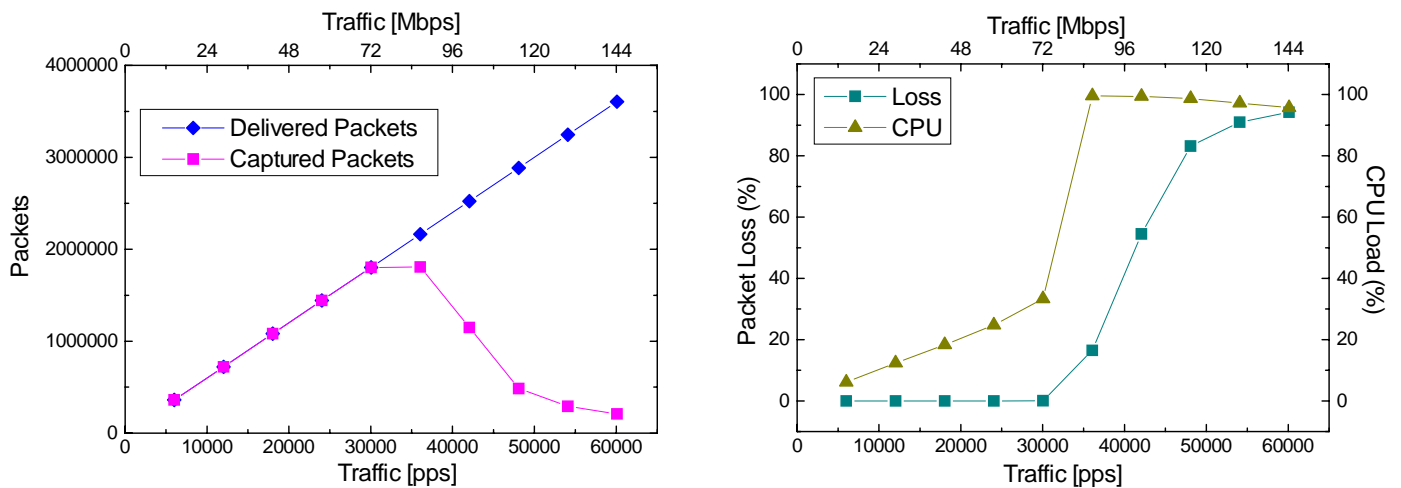 Traffic [Mbps]
0 24 48 72 96 120 144
4000000
3000000
2000000
1000000
0
Packets
Delivered Packets
Captured Packets
0 10000 20000 30000 40000 50000 60000
Traffic [pps]
Traffic [Mbps]
0 24 48 72 96 120 144
100
80
60
40
20
0
Packet Loss (%)
Loss
CPU
100
80
60
40
20
0
CPU Load (%)
0 10000 20000 30000 40000 50000 60000
Traffic [pps]